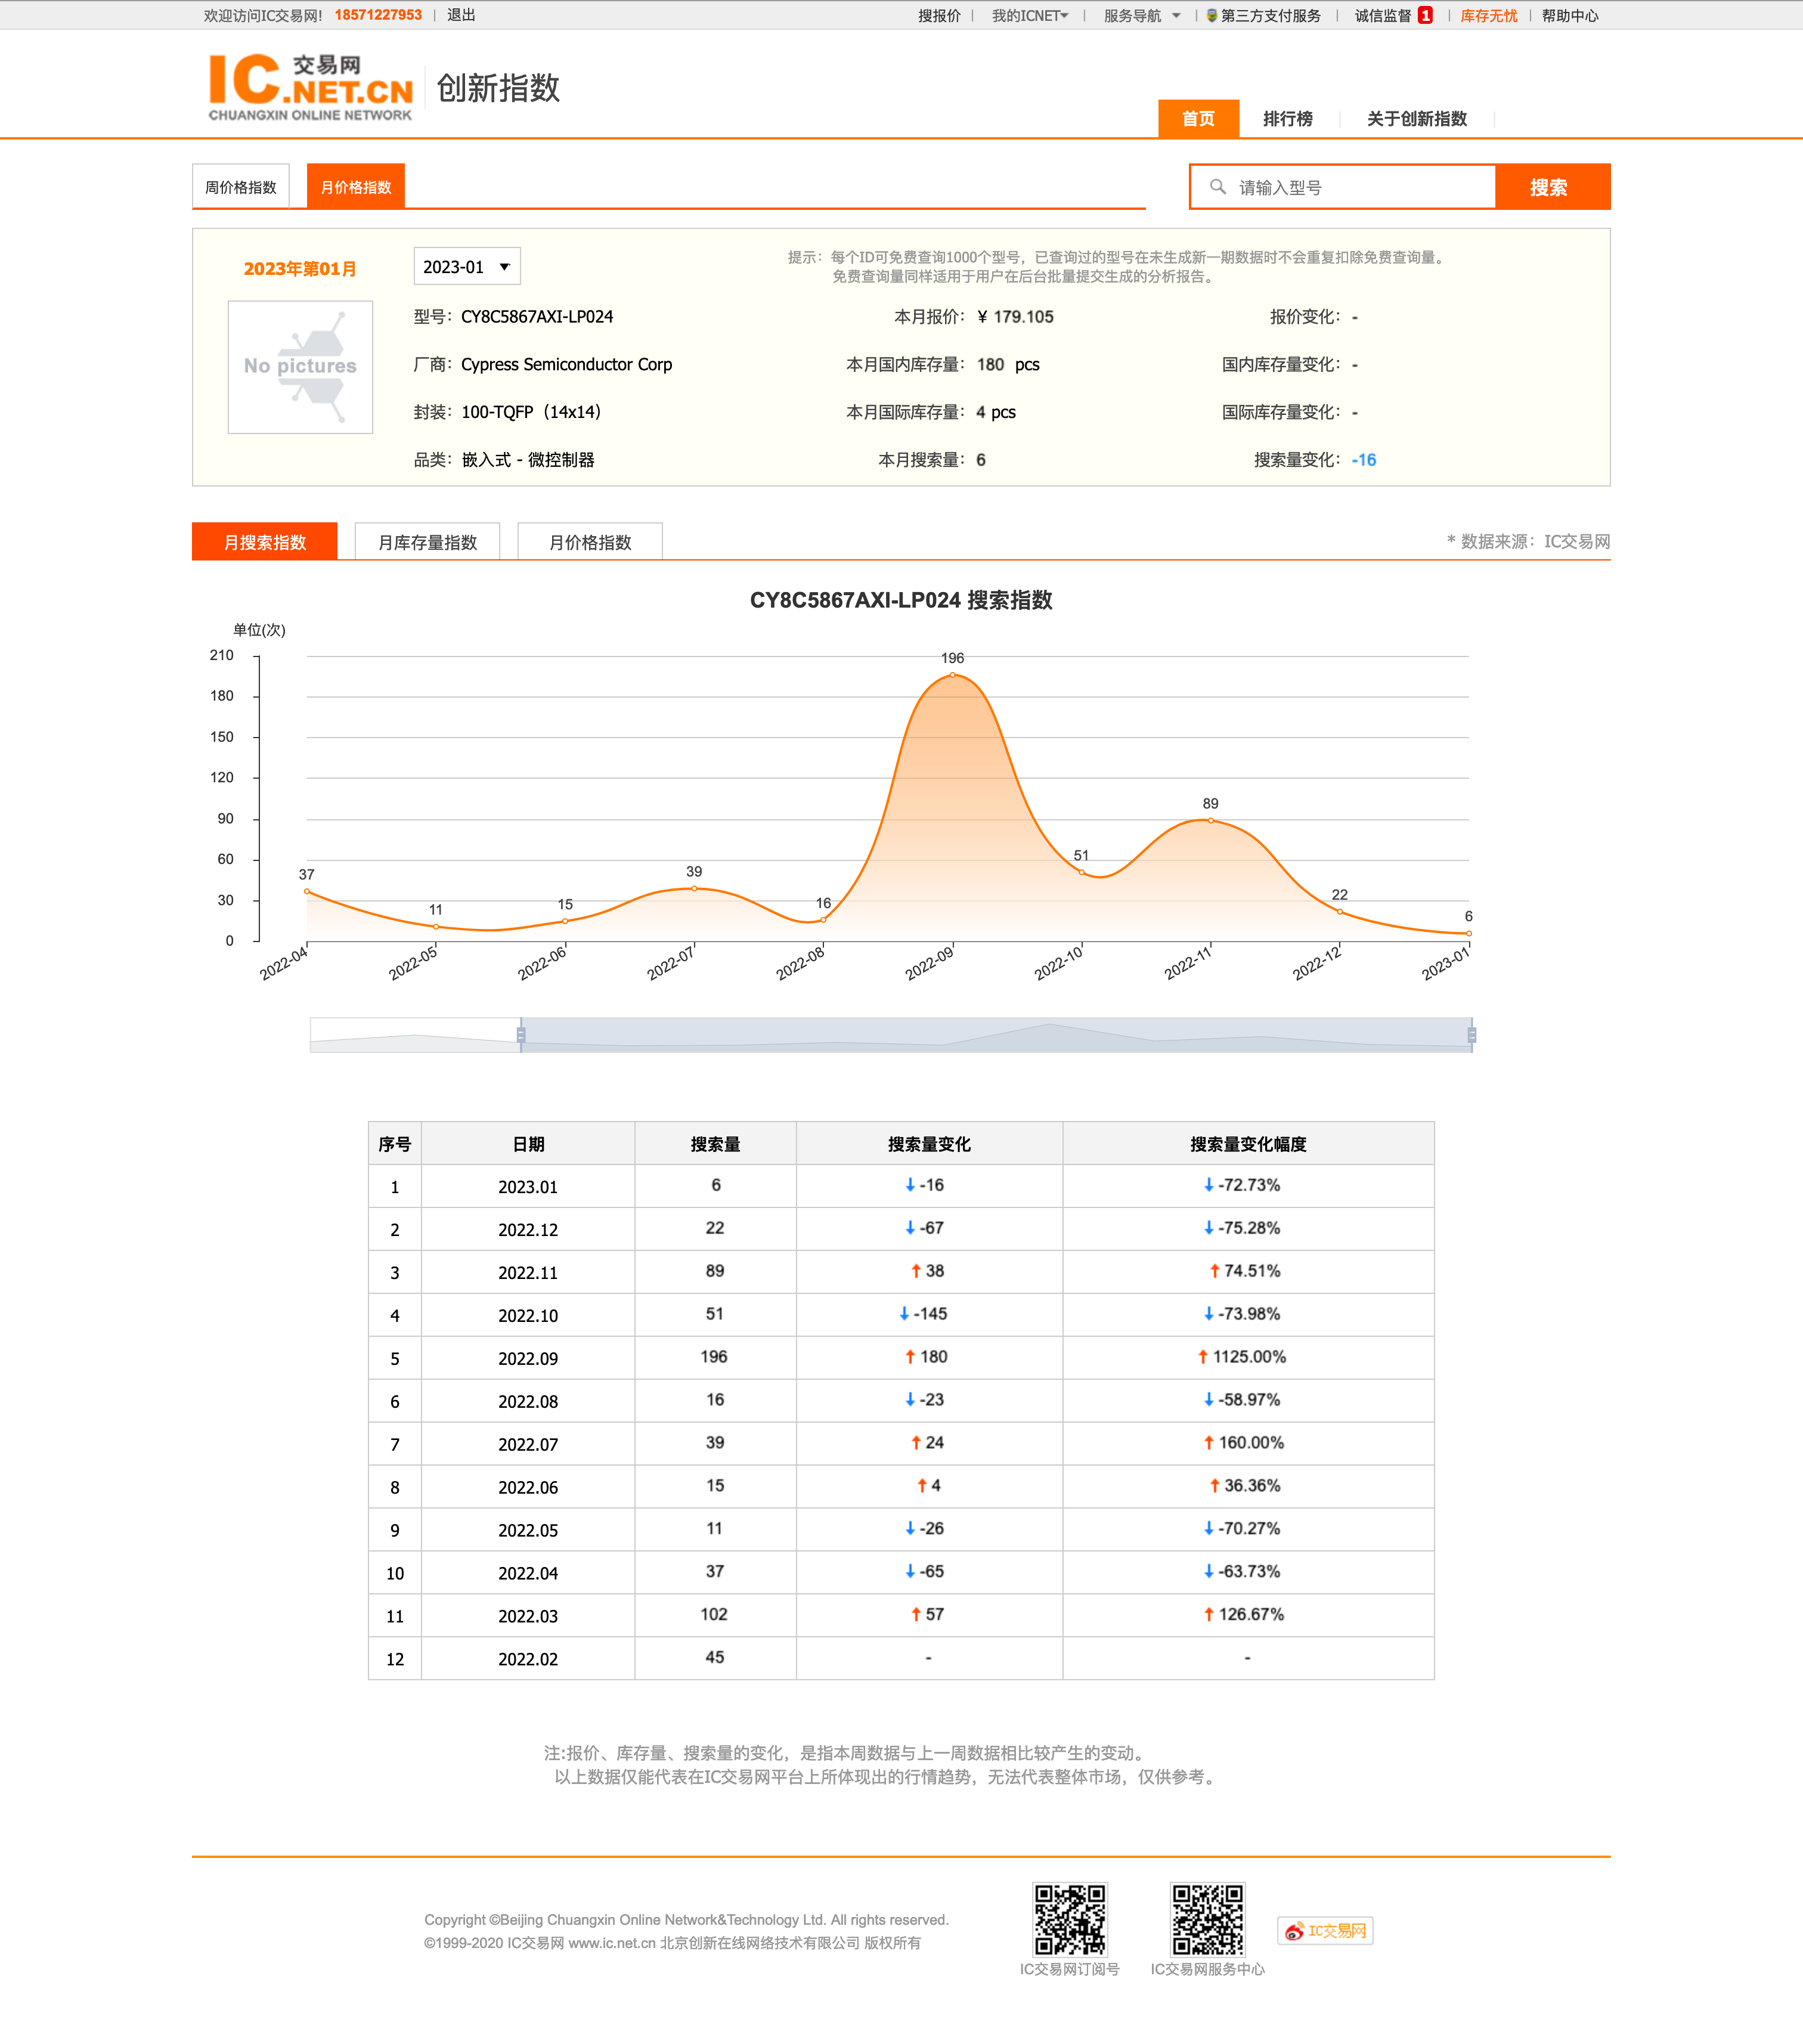 欢迎访问IC交易网! 18571227953 | 退出 搜报价 | 我的ICNET | 服务导航 | 第三方支付服务 | 诚信监督 1 | 库存无忧 | 帮助中心
IC 交易网 .NET.CN
CHUANGXIN ONLINE NETWORK
创新指数
首页 排行榜 关于创新指数
周价格指数 月价格指数 请输入型号 搜索
2023年第01月 2023-01 ▼
提示：每个ID可免费查询1000个型号，已查询过的型号在未生成新一期数据时不会重复扣除免费查询量。
免费查询量同样适用于用户在后台批量提交生成的分析报告。
No pictures
型号：CY8C5867AXI-LP024 本月报价：￥ 179.105 报价变化：-
厂商：Cypress Semiconductor Corp 本月国内库存量：180 pcs 国内库存量变化：-
封装：100-TQFP（14x14） 本月国际库存量：4 pcs 国际库存量变化：-
品类：嵌入式 - 微控制器 本月搜索量：6 搜索量变化：-16
月搜索指数 月库存量指数 月价格指数 * 数据来源：IC交易网
CY8C5867AXI-LP024 搜索指数
单位(次)
210
180
150
120
90
60
30
0
37 11 15 39 16 196 51 89 22 6
2022-04 2022-05 2022-06 2022-07 2022-08 2022-09 2022-10 2022-11 2022-12 2023-01
序号 日期 搜索量 搜索量变化 搜索量变化幅度
1 2023.01 6 ↓ -16 ↓ -72.73%
2 2022.12 22 ↓ -67 ↓ -75.28%
3 2022.11 89 ↑ 38 ↑ 74.51%
4 2022.10 51 ↓ -145 ↓ -73.98%
5 2022.09 196 ↑ 180 ↑ 1125.00%
6 2022.08 16 ↓ -23 ↓ -58.97%
7 2022.07 39 ↑ 24 ↑ 160.00%
8 2022.06 15 ↑ 4 ↑ 36.36%
9 2022.05 11 ↓ -26 ↓ -70.27%
10 2022.04 37 ↓ -65 ↓ -63.73%
11 2022.03 102 ↑ 57 ↑ 126.67%
12 2022.02 45 - -
注:报价、库存量、搜索量的变化，是指本周数据与上一周数据相比较产生的变动。
以上数据仅能代表在IC交易网平台上所体现出的行情趋势，无法代表整体市场，仅供参考。
Copyright ©Beijing Chuangxin Online Network&Technology Ltd. All rights reserved.
©1999-2020 IC交易网 www.ic.net.cn 北京创新在线网络技术有限公司 版权所有
IC交易网订阅号 IC交易网服务中心 IC交易网